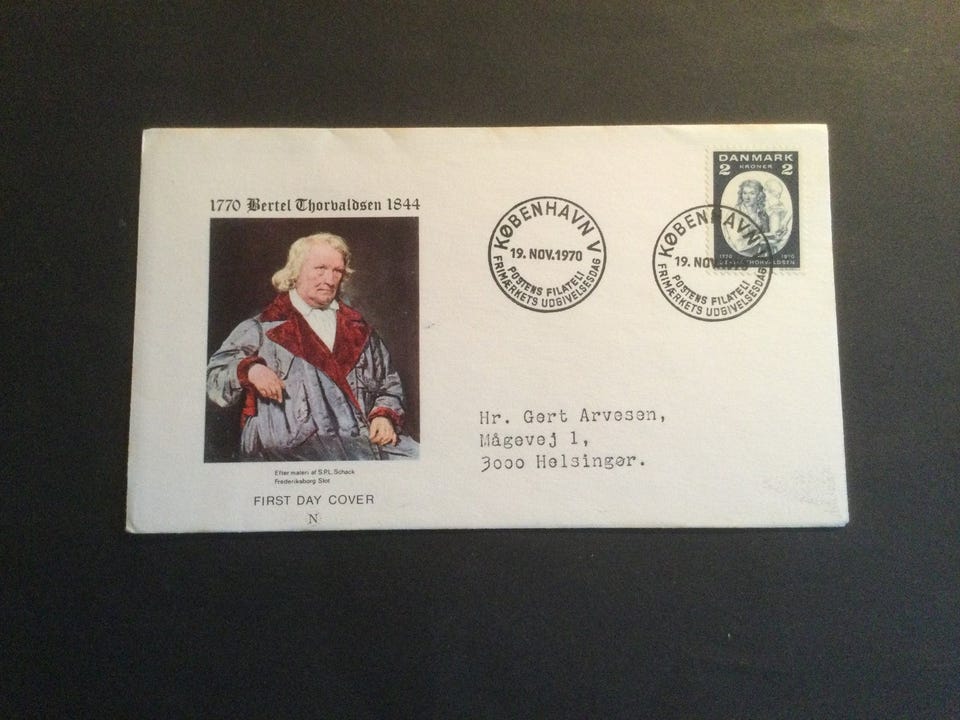 1770 Bertel Thorvaldsen 1844
Efter maleri af S.P.L. Schack
Frederiksborg Slot
FIRST DAY COVER
N
KØBENHAVN V
19. NOV. 1970
POSTENS FILATELI
FRIMÆRKETS UDGIVELSESDAG
DANMARK
2 KRONER 2
1770 1970
THORVALDSEN
KØBENHAVN V
19. NOV. 1970
POSTENS FILATELI
FRIMÆRKETS UDGIVELSESDAG
Hr. Gert Arvesen,
Mågevej 1,
3000 Helsingør.